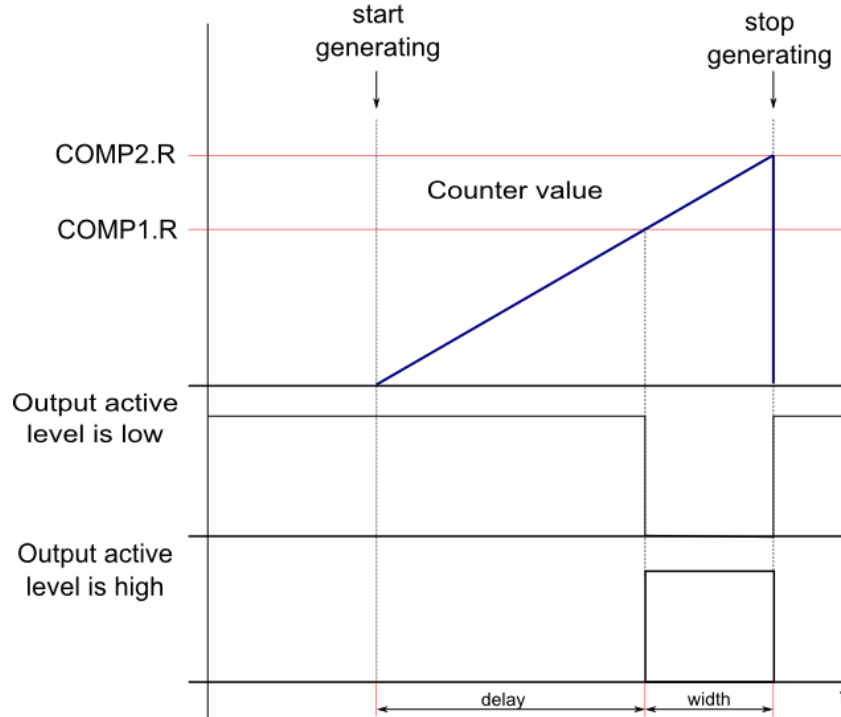 start
generating
stop
generating
COMP2.R
Counter value
COMP1.R
Output active
level is low
Output active
level is high
delay
width